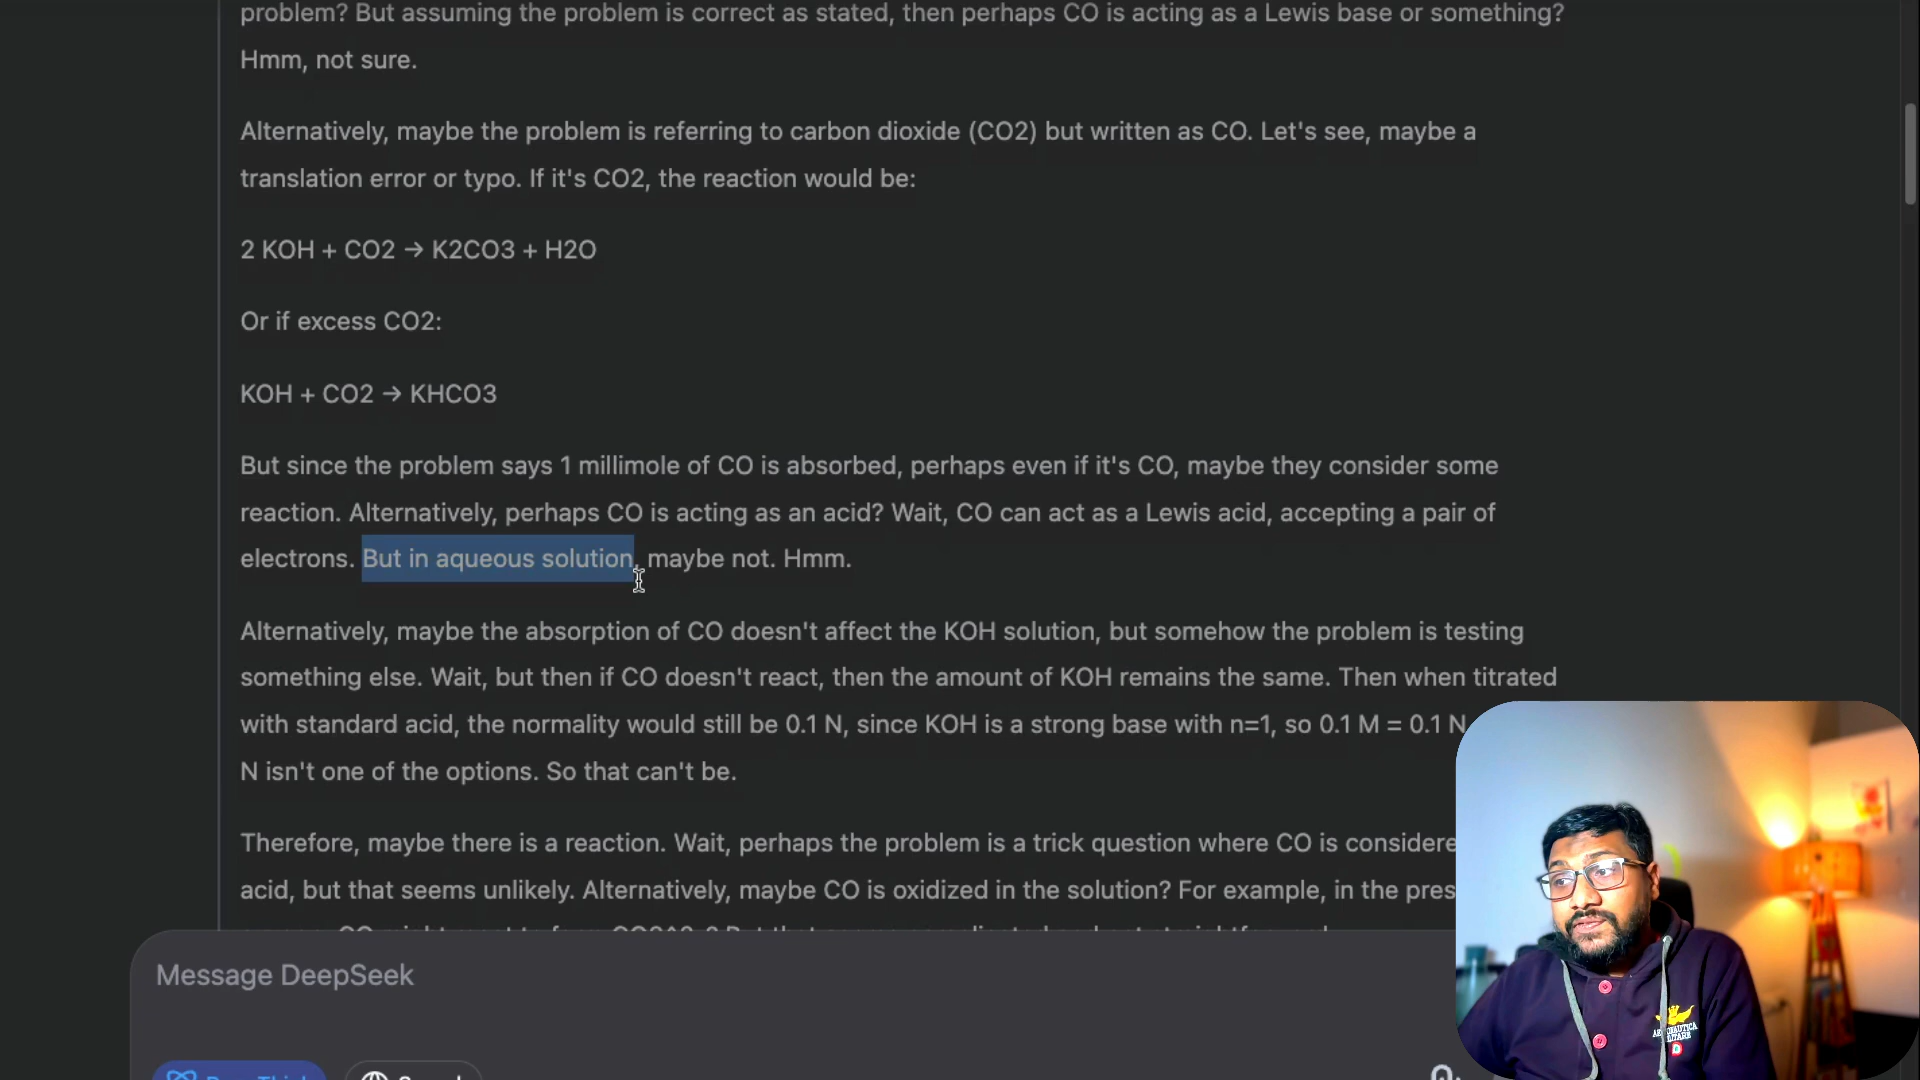 problem? But assuming the problem is correct as stated, then perhaps CO is acting as a Lewis base or something?
Hmm, not sure.
Alternatively, maybe the problem is referring to carbon dioxide (CO2) but written as CO. Let's see, maybe a
translation error or typo. If it's CO2, the reaction would be:
2 KOH + CO2 → K2CO3 + H2O
Or if excess CO2:
KOH + CO2 → KHCO3
But since the problem says 1 millimole of CO is absorbed, perhaps even if it's CO, maybe they consider some
reaction. Alternatively, perhaps CO is acting as an acid? Wait, CO can act as a Lewis acid, accepting a pair of
electrons. But in aqueous solution, maybe not. Hmm.
Alternatively, maybe the absorption of CO doesn't affect the KOH solution, but somehow the problem is testing
something else. Wait, but then if CO doesn't react, then the amount of KOH remains the same. Then when titrated
with standard acid, the normality would still be 0.1 N, since KOH is a strong base with n=1, so 0.1 M = 0.1 N
N isn't one of the options. So that can't be.
Therefore, maybe there is a reaction. Wait, perhaps the problem is a trick question where CO is considere
acid, but that seems unlikely. Alternatively, maybe CO is oxidized in the solution? For example, in the pres
Message DeepSeek